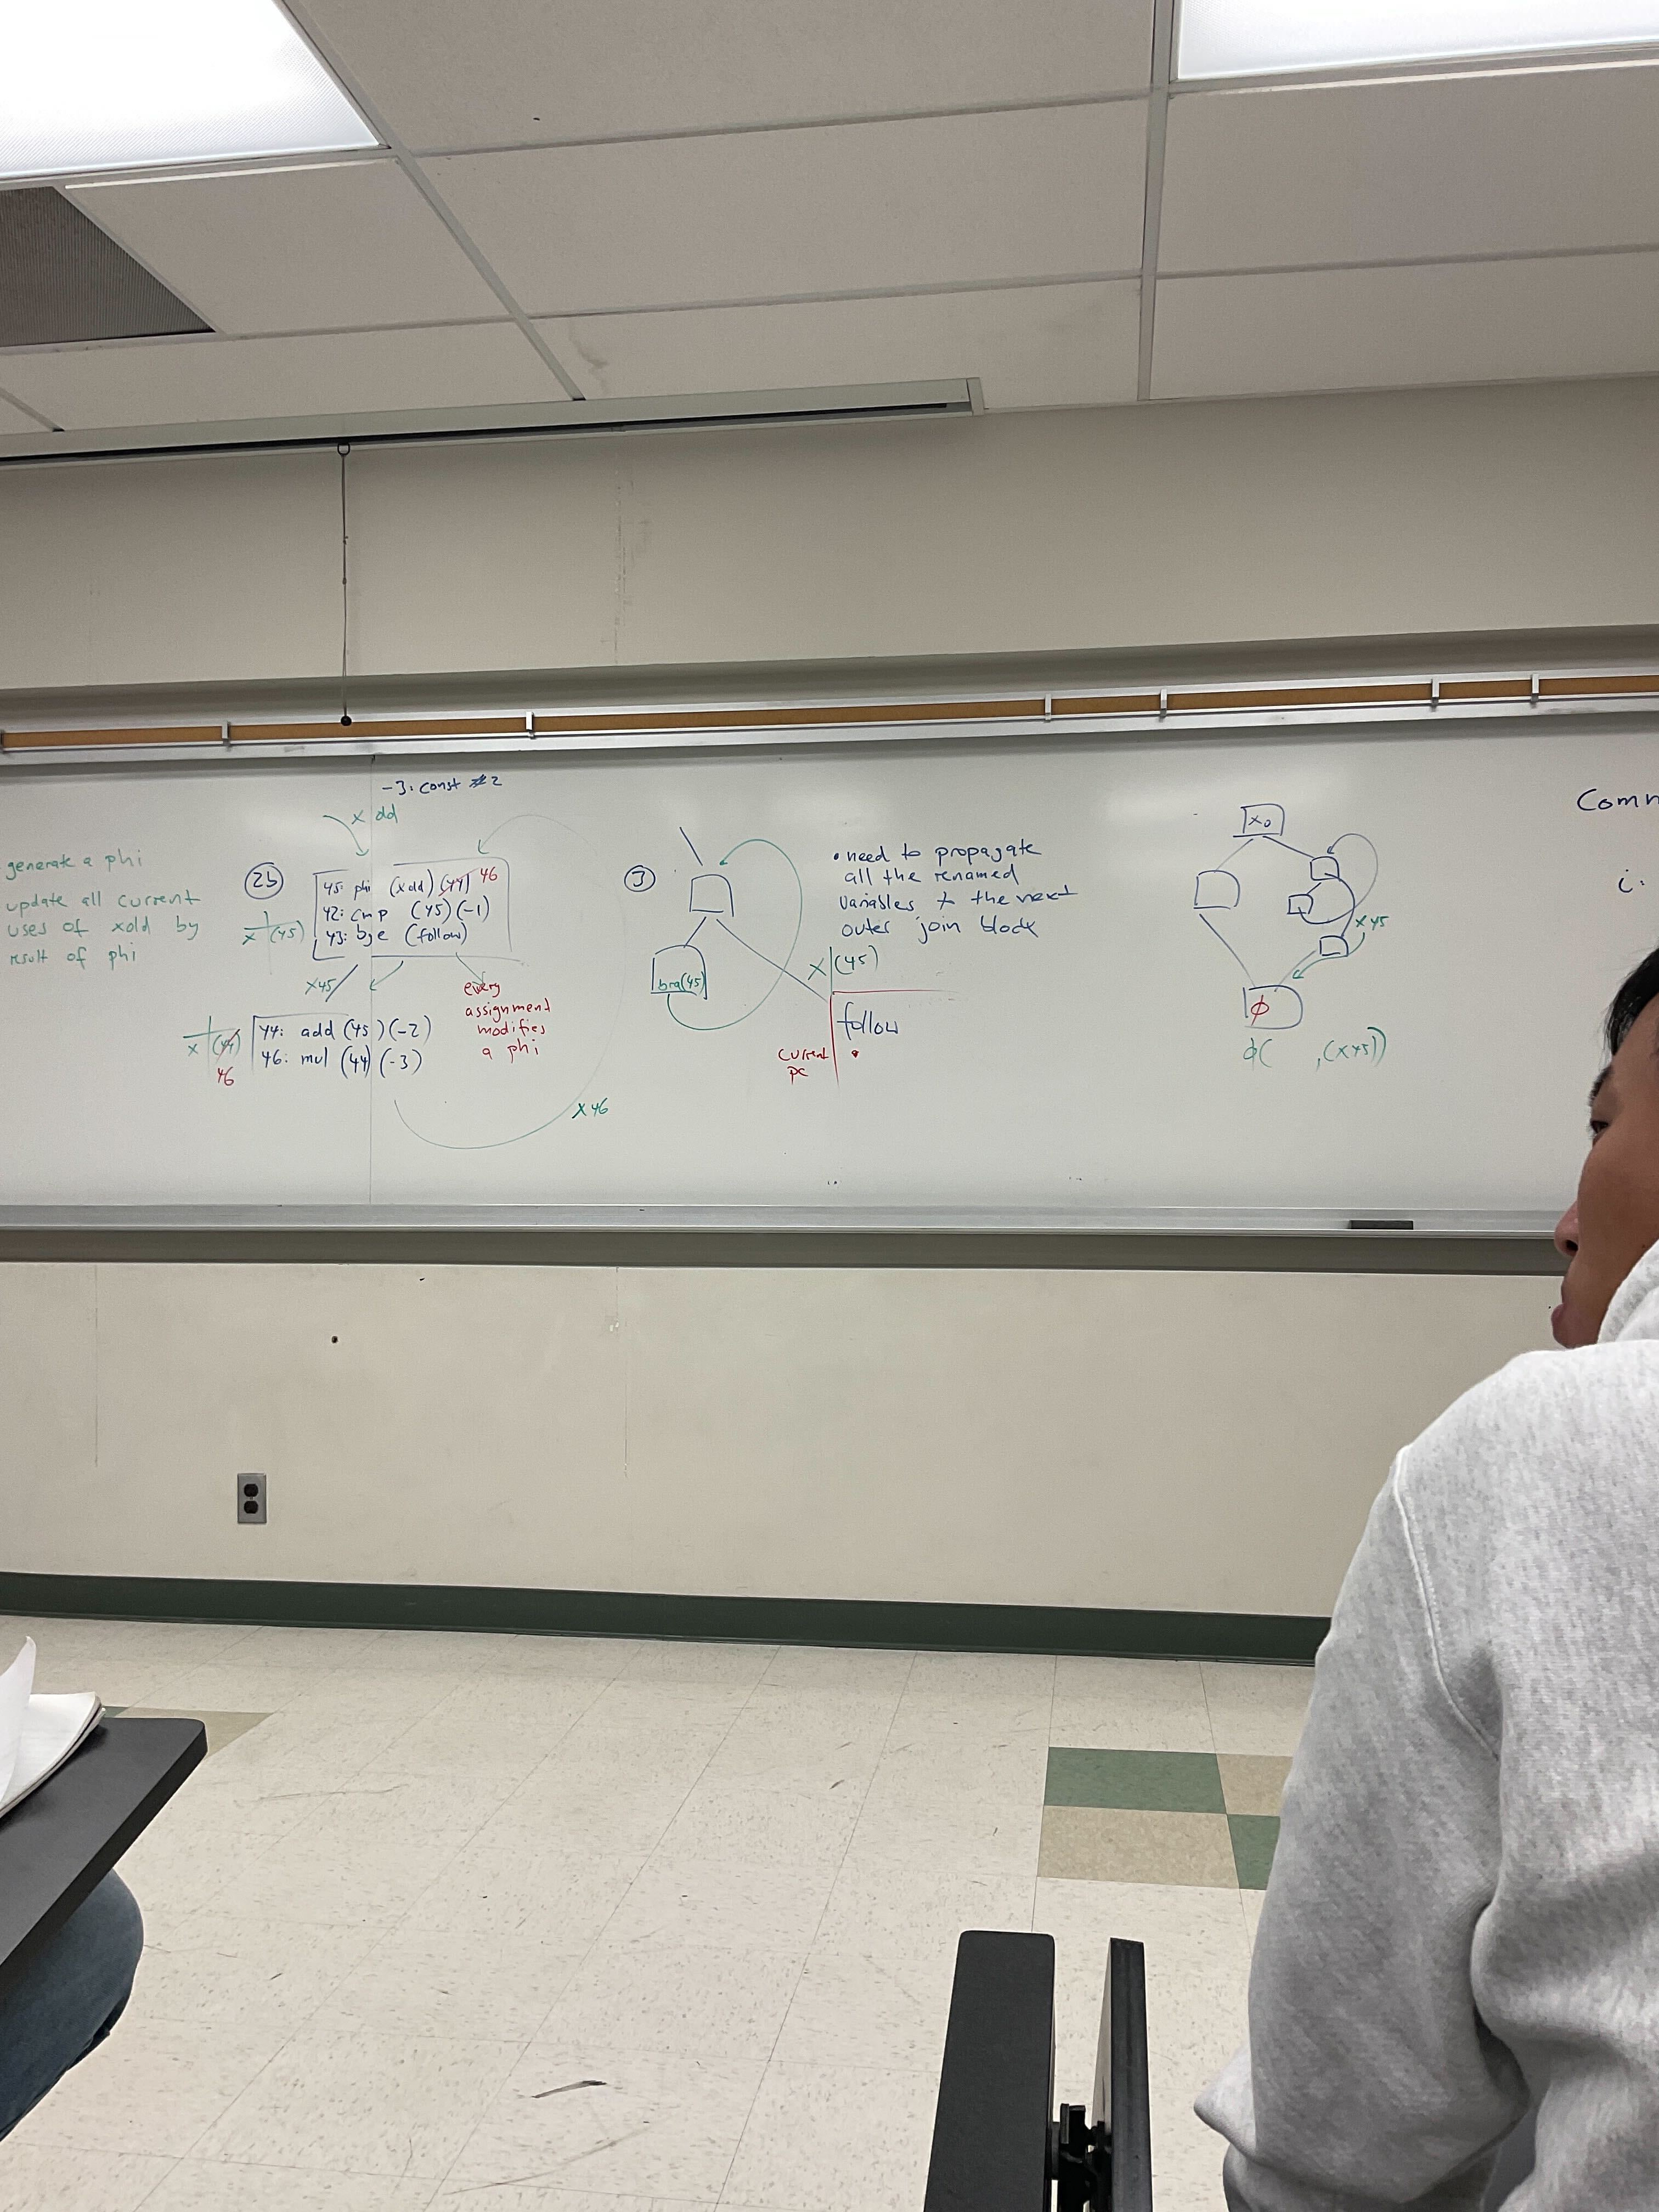 generate a phi
update all current
uses of xold by
result of phi
-3: const #2
x old
2b
45: phi (xold) (44) 46
42: cmp (45) (-1)
43: bge (follow)
x (45)
x45
every
assignment
modifies
a phi
44: add (45) (-2)
46: mul (44) (-3)
x (44)
46
x46
3
bra(45)
• need to propagate
all the renamed
variables to the next
outer join block
x (45)
follow
current
pc
x0
x45
ϕ
ϕ( ,(x45))
Comm
i: